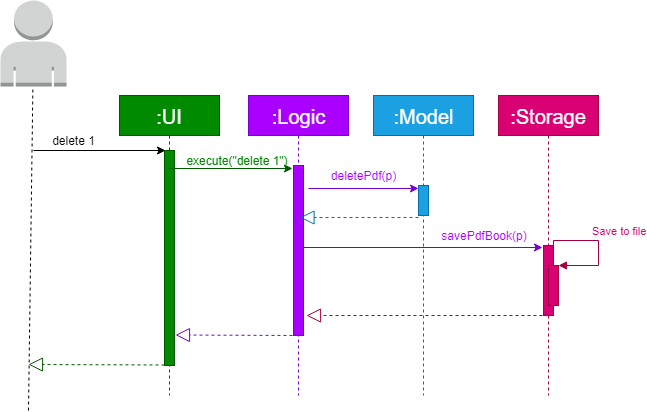 :UI
:Logic
:Model
:Storage
delete 1
execute("delete 1")
deletePdf(p)
savePdfBook(p)
Save to file